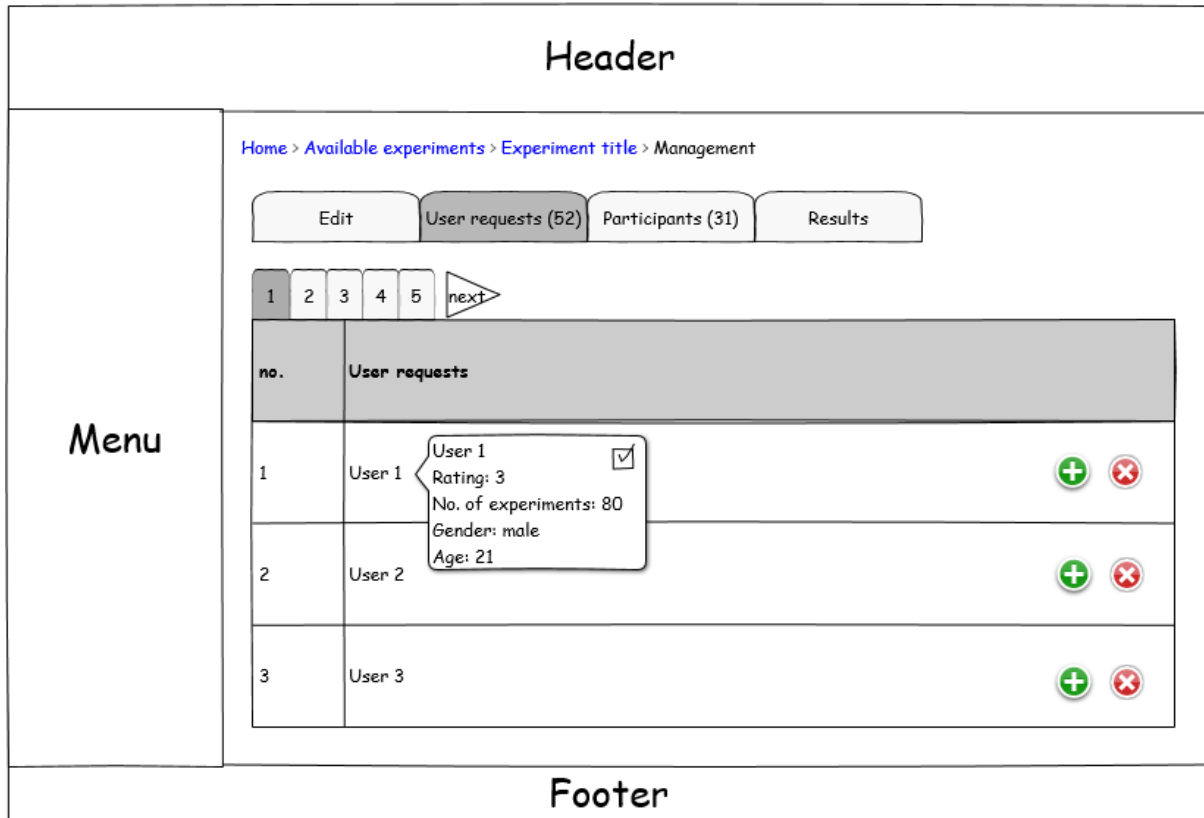 Header
Menu
Home > Available experiments > Experiment title > Management
Edit User requests (52) Participants (31) Results
1 2 3 4 5 next
no. User requests
1 User 1
User 1
Rating: 3
No. of experiments: 80
Gender: male
Age: 21
2 User 2
3 User 3
Footer